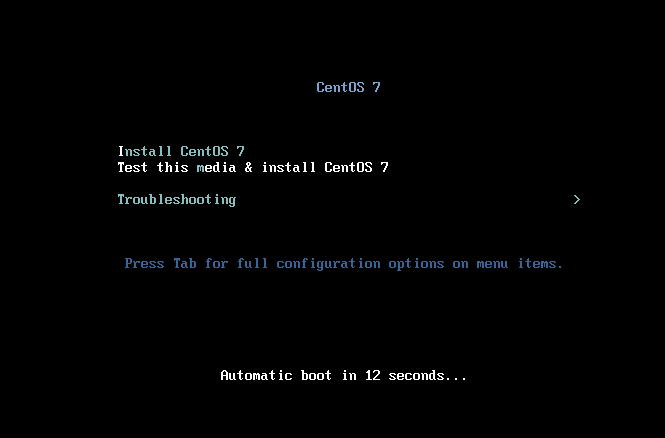 CentOS 7
Install CentOS 7
Test this media & install CentOS 7
Troubleshooting >
Press Tab for full configuration options on menu items.
Automatic boot in 12 seconds...